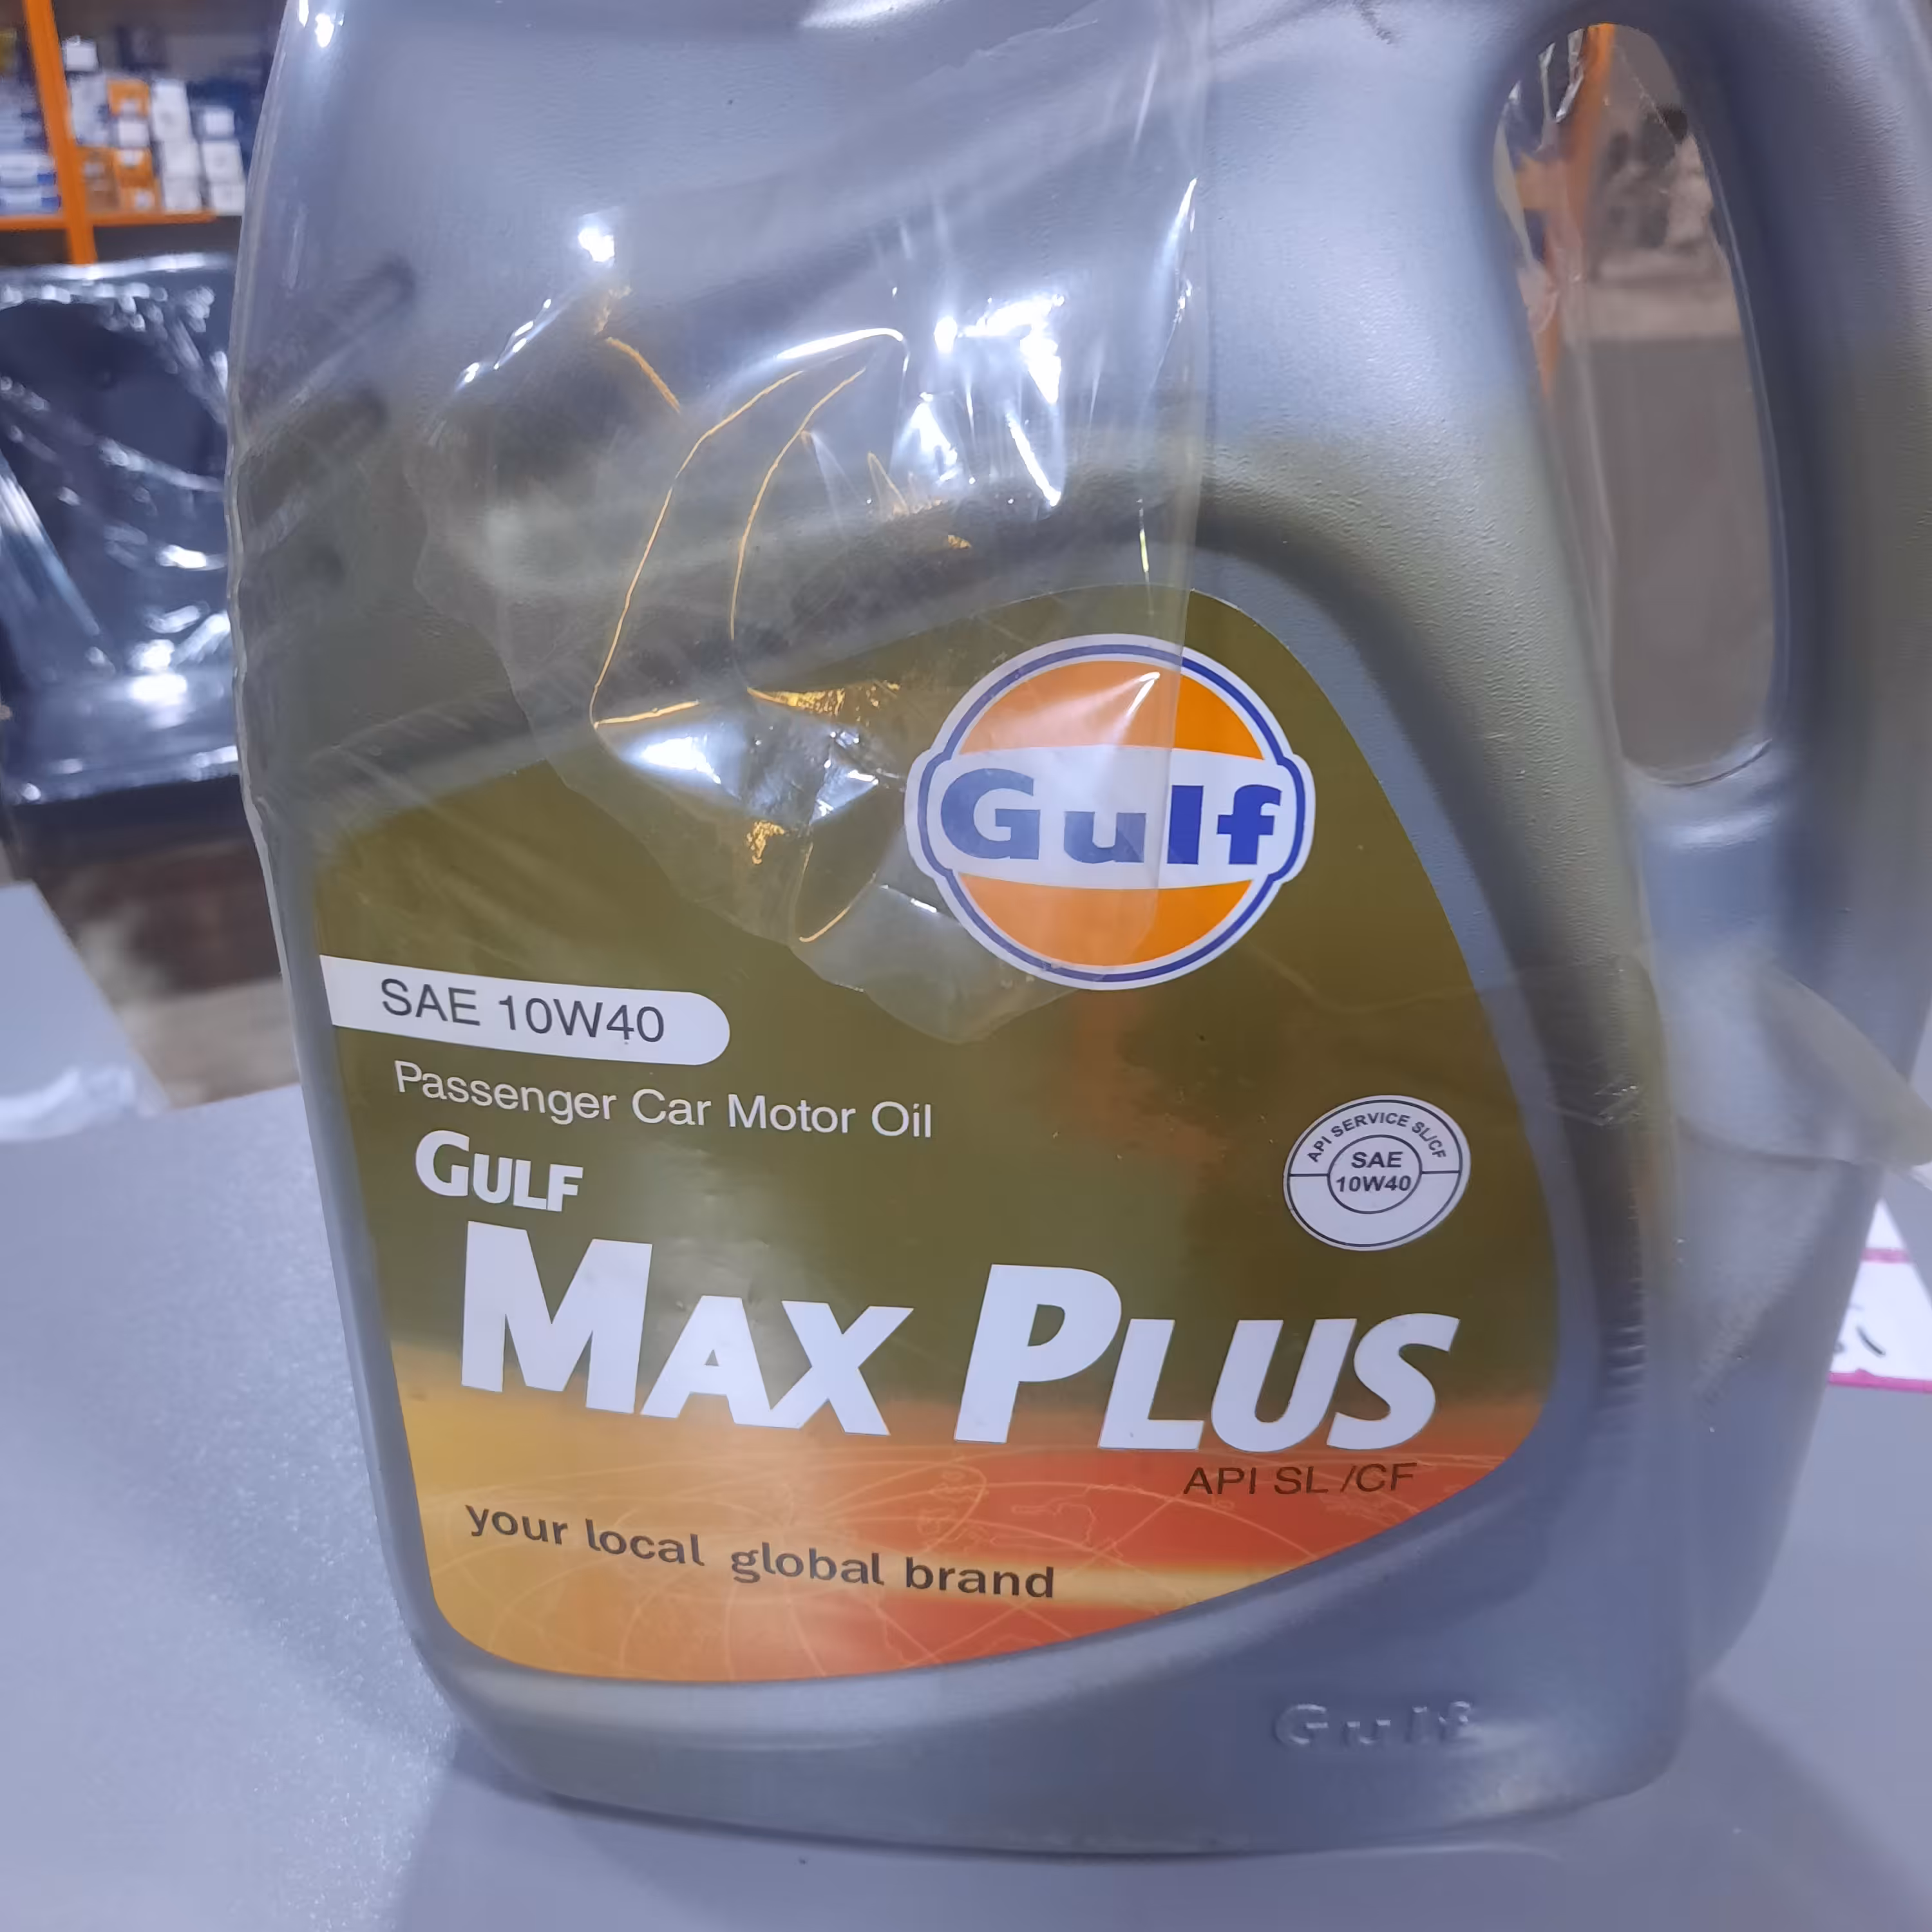 Gulf
SAE 10W40
Passenger Car Motor Oil
GULF
MAX PLUS
API SERVICE SL/CF
SAE
10W40
API SL /CF
your local global brand
Gulf